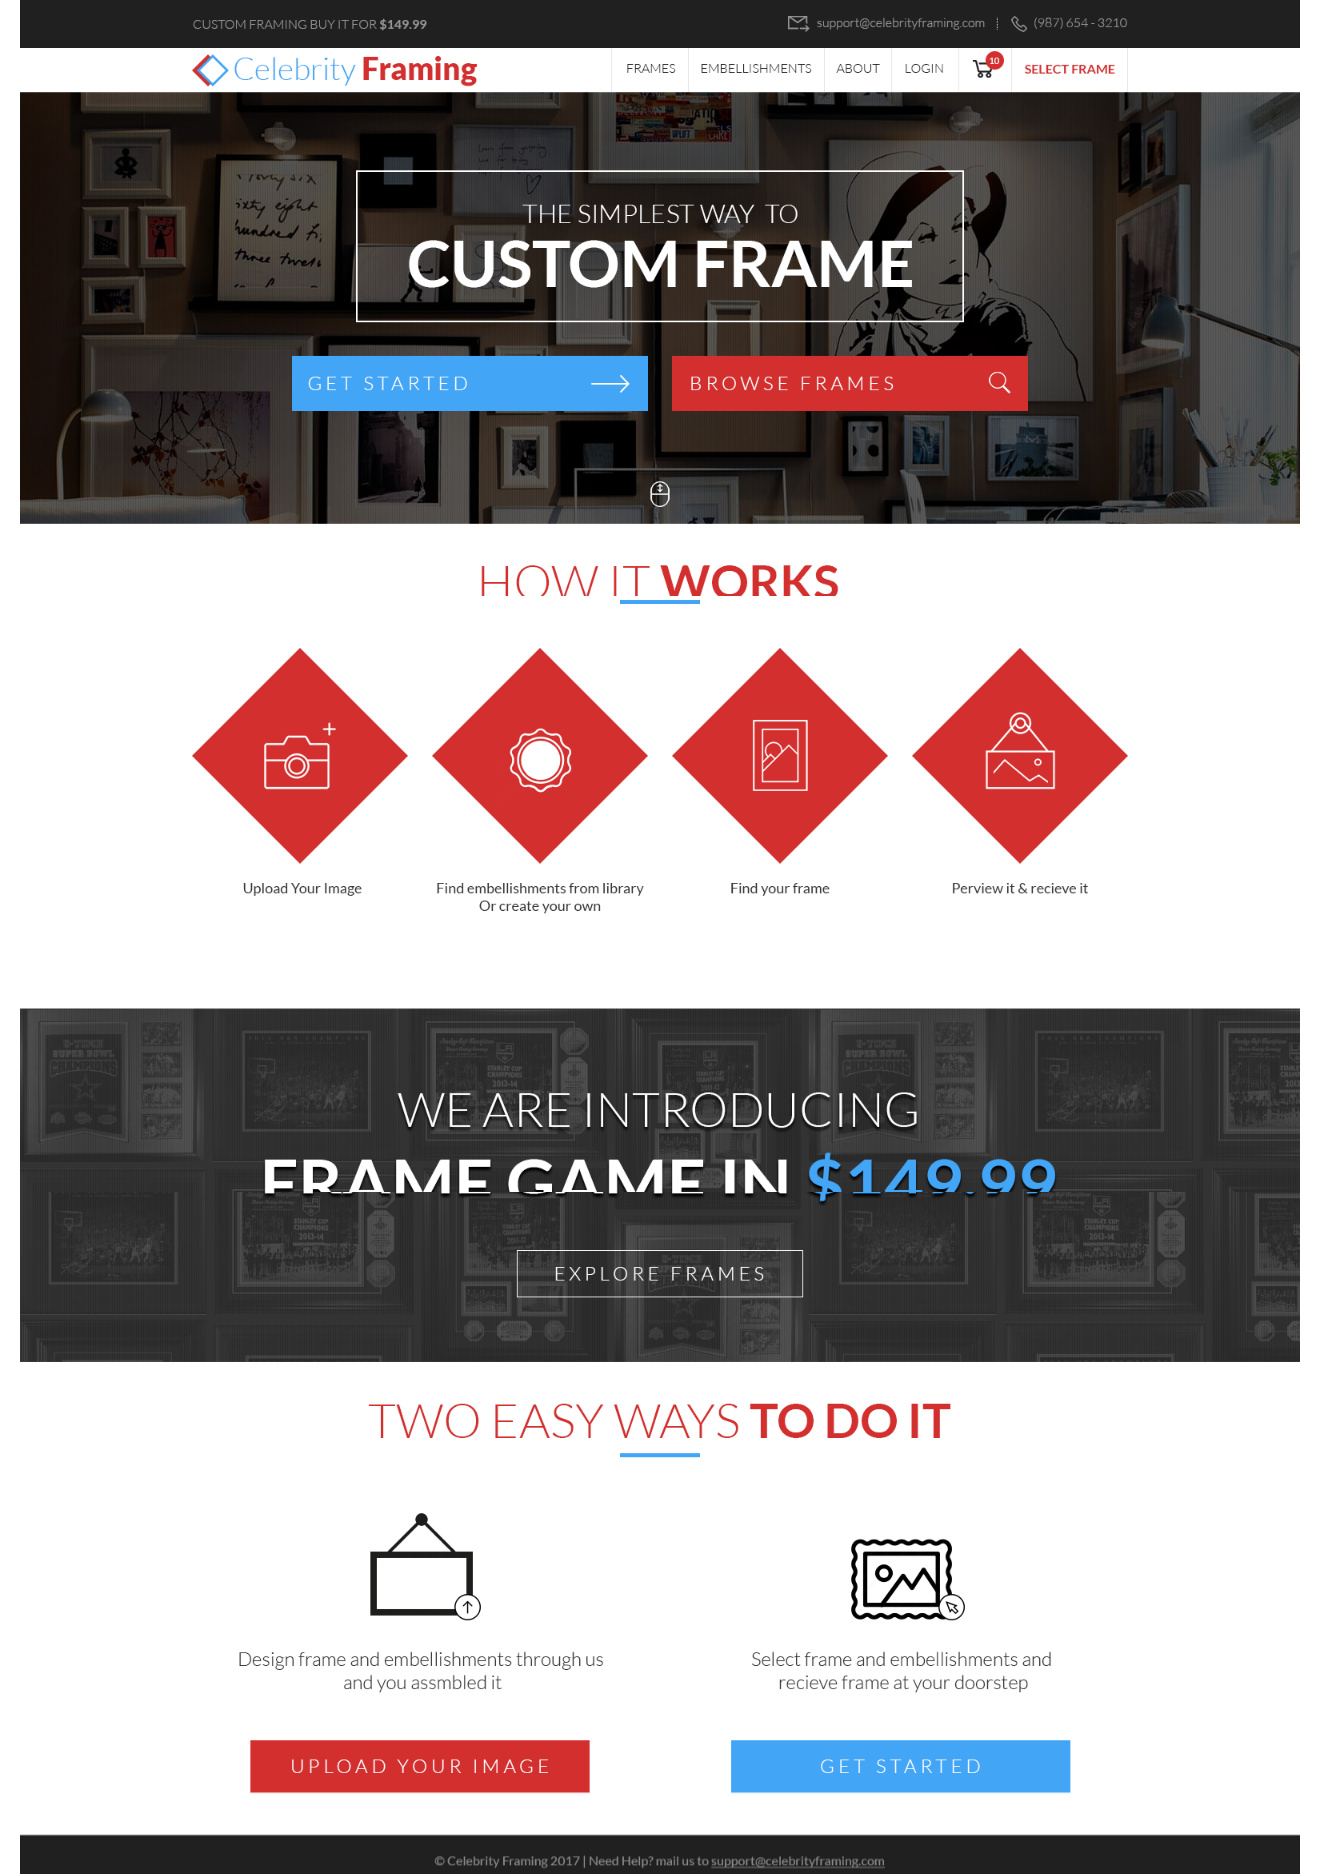 CUSTOM FRAMING BUY IT FOR $149.99
support@celebrityframing.com
(987) 654 - 3210
Celebrity Framing
FRAMES
EMBELLISHMENTS
ABOUT
LOGIN
10
SELECT FRAME
THE SIMPLEST WAY TO
CUSTOM FRAME
GET STARTED
BROWSE FRAMES
HOW IT WORKS
Upload Your Image
Find embellishments from library
Or create your own
Find your frame
Perview it & recieve it
WE ARE INTRODUCING
FRAME GAME IN $149.99
EXPLORE FRAMES
TWO EASY WAYS TO DO IT
Design frame and embellishments through us
and you assmbled it
Select frame and embellishments and
recieve frame at your doorstep
UPLOAD YOUR IMAGE
GET STARTED
© Celebrity Framing 2017 | Need Help? mail us to support@celebrityframing.com